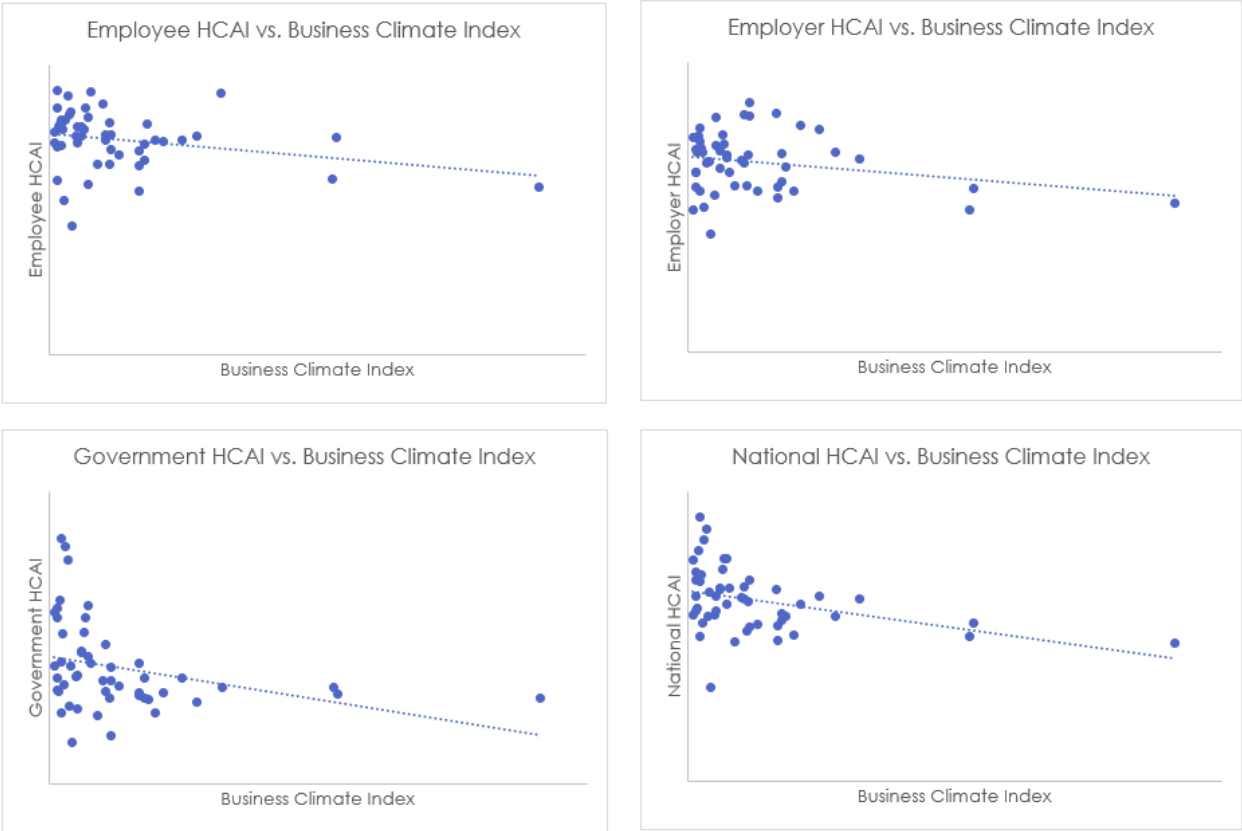 Employee HCAI vs. Business Climate Index
Employee HCAI
Business Climate Index
Employer HCAI vs. Business Climate Index
Employer HCAI
Business Climate Index
Government HCAI vs. Business Climate Index
Government HCAI
Business Climate Index
National HCAI vs. Business Climate Index
National HCAI
Business Climate Index